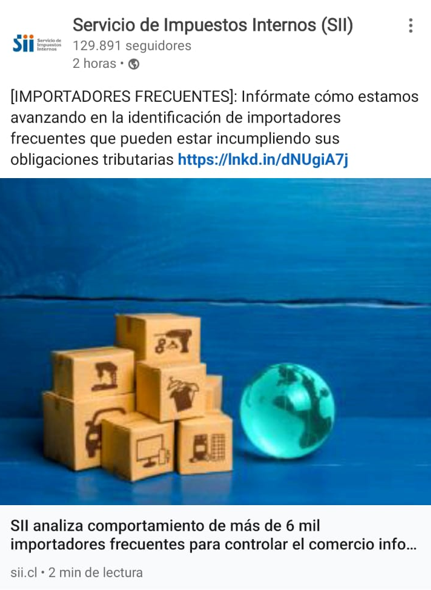 Servicio de Impuestos Internos (SII)
129.891 seguidores
2 horas •
sii Servicio de
Impuestos
Internos
[IMPORTADORES FRECUENTES]: Infórmate cómo estamos
avanzando en la identificación de importadores
frecuentes que pueden estar incumpliendo sus
obligaciones tributarias https://lnkd.in/dNUgiA7j
SII analiza comportamiento de más de 6 mil
importadores frecuentes para controlar el comercio info...
sii.cl • 2 min de lectura